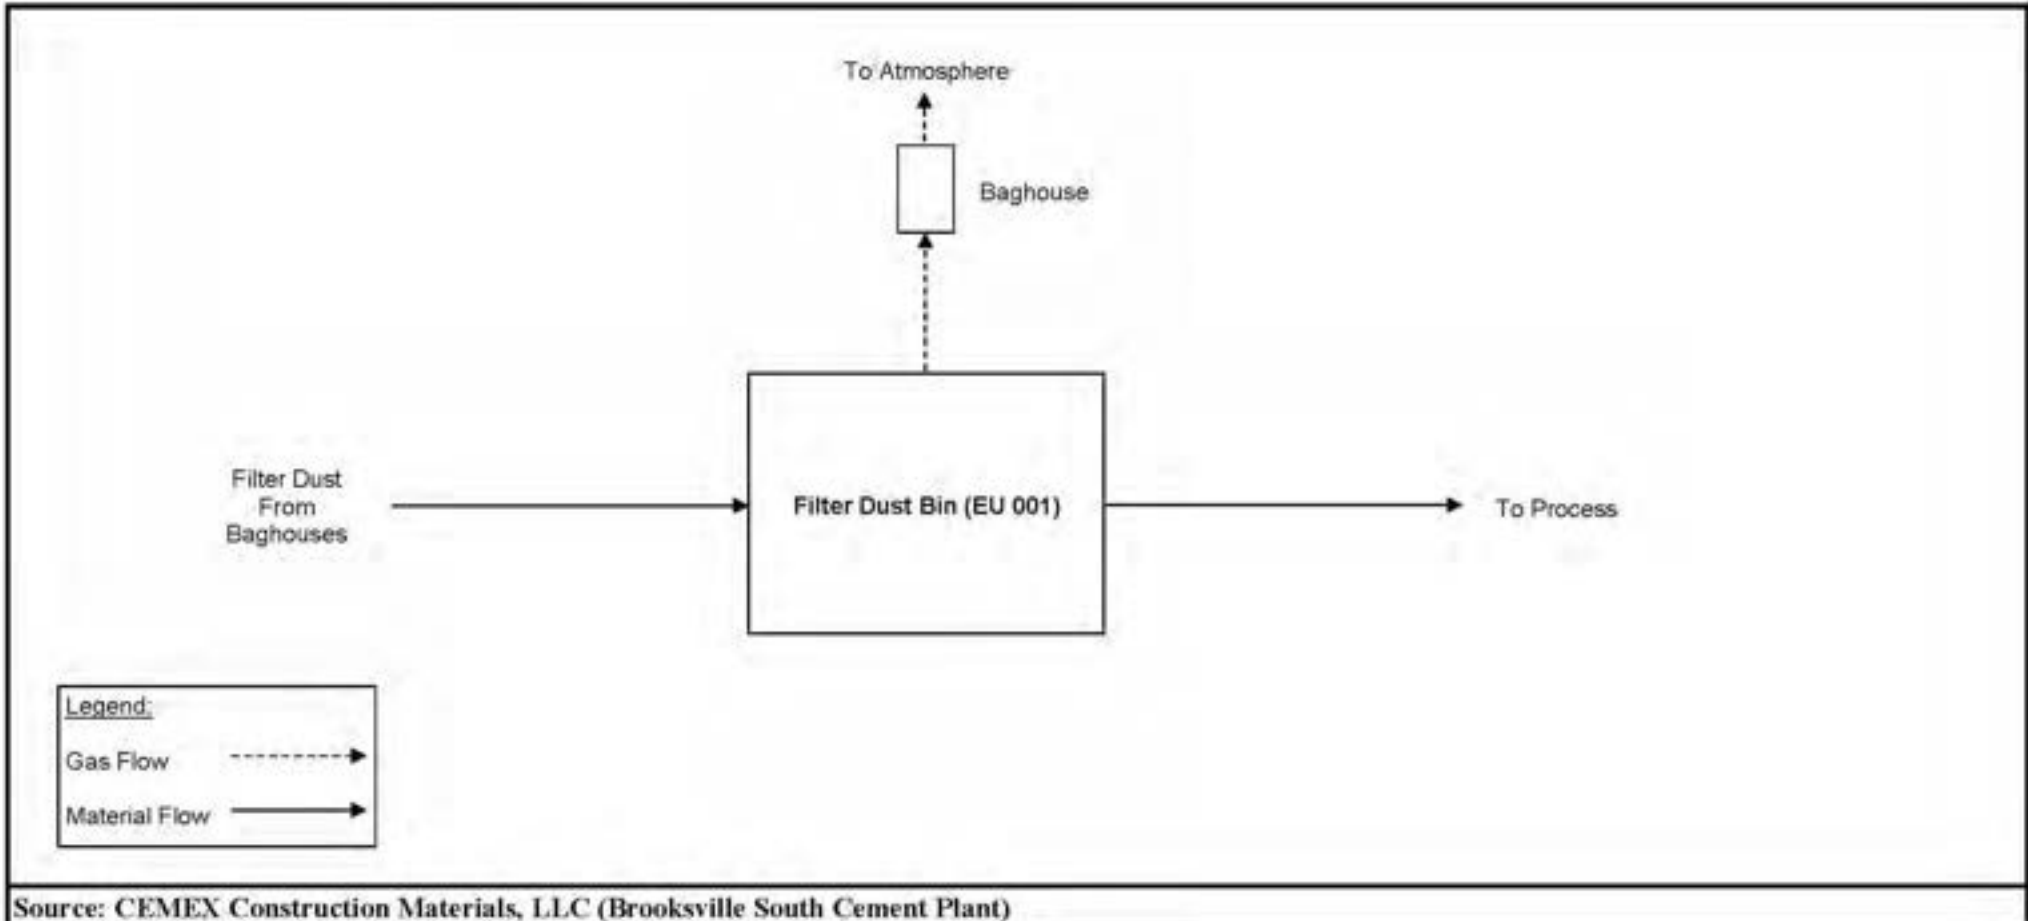 To Atmosphere
Baghouse
Filter Dust
From
Baghouses
Filter Dust Bin (EU 001)
To Process
Legend:
Gas Flow
Material Flow
Source: CEMEX Construction Materials, LLC (Brooksville South Cement Plant)